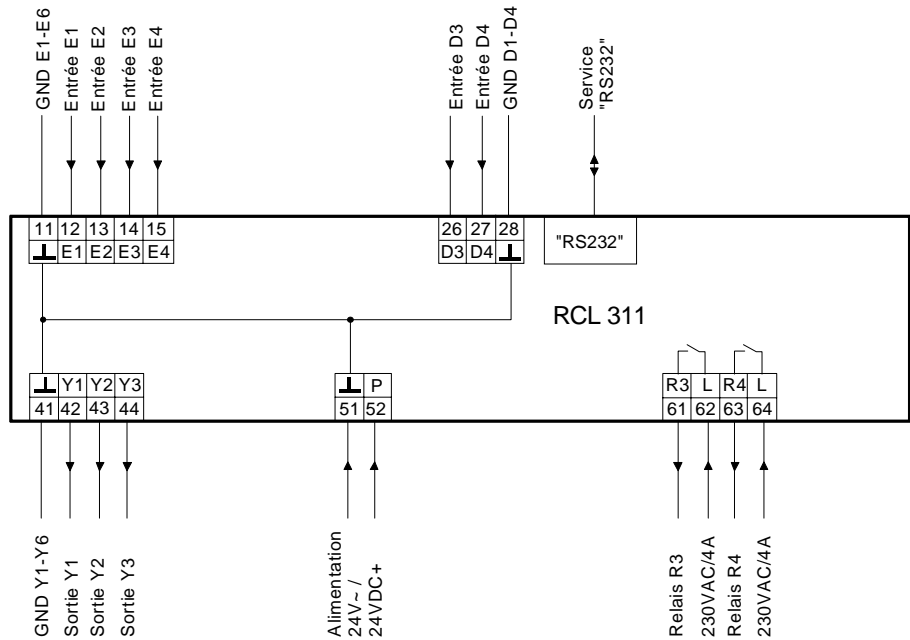 GND E1-E6
Entrée E1
Entrée E2
Entrée E3
Entrée E4
Entrée D3
Entrée D4
GND D1-D4
Service
"RS232"
11 12 13 14 15
E1 E2 E3 E4
26 27 28
D3 D4
"RS232"
RCL 311
Y1 Y2 Y3
41 42 43 44
P
51 52
R3 L R4 L
61 62 63 64
GND Y1-Y6
Sortie Y1
Sortie Y2
Sortie Y3
Alimentation
24V~ /
24VDC+
Relais R3
230VAC/4A
Relais R4
230VAC/4A